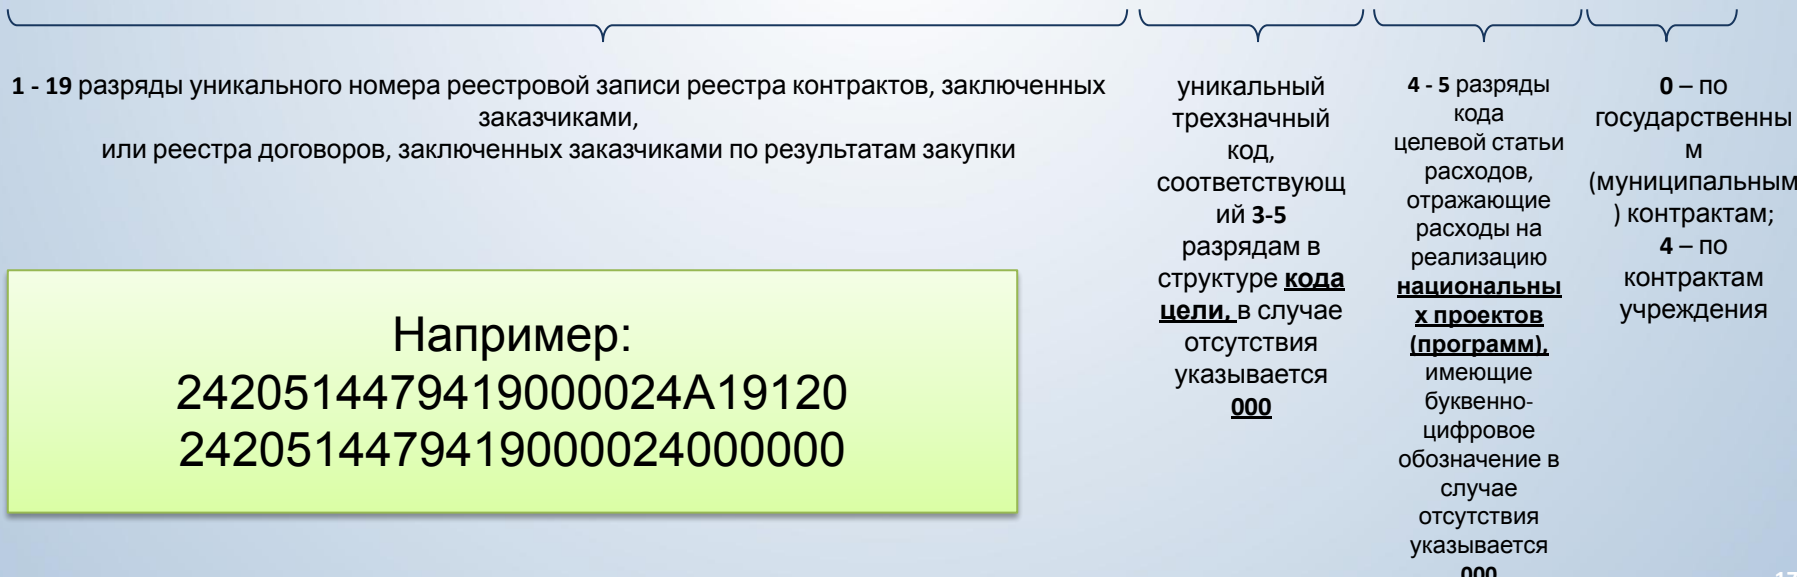 1 - 19 разряды уникального номера реестровой записи реестра контрактов, заключенных
заказчиками,
или реестра договоров, заключенных заказчиками по результатам закупки
Например:
2420514479419000024А19120
2420514479419000024000000
уникальный
трехзначный
код,
соответствующ
ий 3-5
разрядам в
структуре кода
цели, в случае
отсутствия
указывается
000
4 - 5 разряды
кода
целевой статьи
расходов,
отражающие
расходы на
реализацию
национальны
х проектов
(программ),
имеющие
буквенно-
цифровое
обозначение в
случае
отсутствия
указывается
000
0 – по
государственны
м
(муниципальным
) контрактам;
4 – по
контрактам
учреждения
17